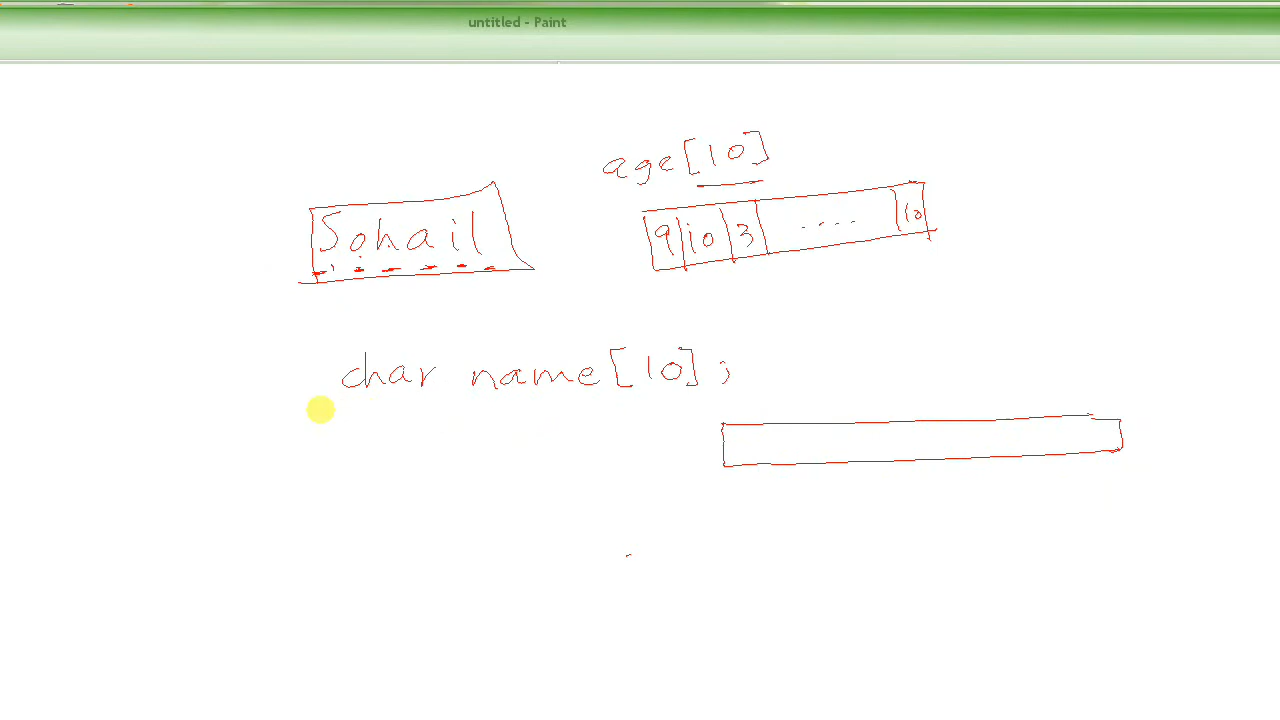 untitled - Paint
age[10]
Sohail
9 10 3 .... 10
char name[10];